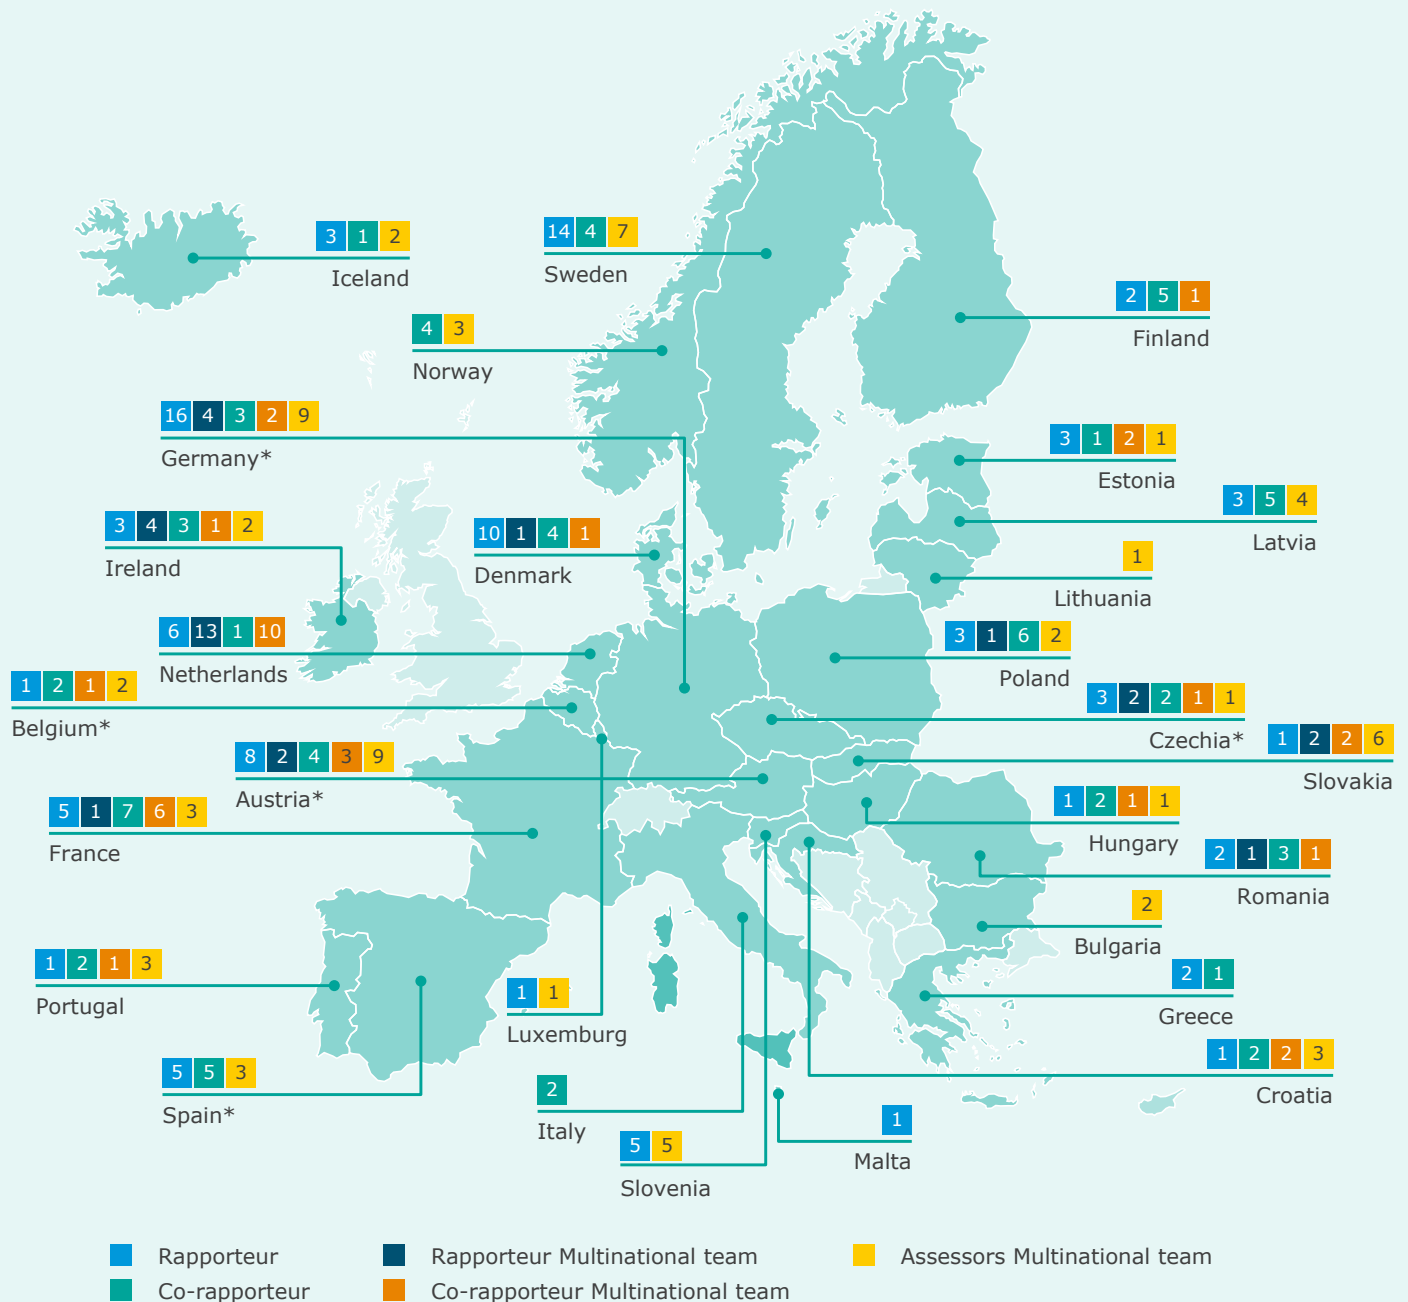 3 1 2
Iceland
14 4 7
Sweden
2 5 1
Finland
4 3
Norway
16 4 3 2 9
Germany*
3 1 2 1
Estonia
3 5 4
Latvia
3 4 3 1 2
Ireland
10 1 4 1
Denmark
1
Lithuania
6 13 1 10
Netherlands
3 1 6 2
Poland
1 2 1 2
Belgium*
3 2 2 1 1
Czechia*
1 2 2 6
Slovakia
8 2 4 3 9
Austria*
5 1 7 6 3
France
1 2 1 1
Hungary
2 1 3 1
Romania
2
Bulgaria
1 2 1 3
Portugal
1 1
Luxemburg
2 1
Greece
5 5 3
Spain*
1 2 2 3
Croatia
2
Italy
1
Malta
5 5
Slovenia
Rapporteur
Rapporteur Multinational team
Assessors Multinational team
Co-rapporteur
Co-rapporteur Multinational team